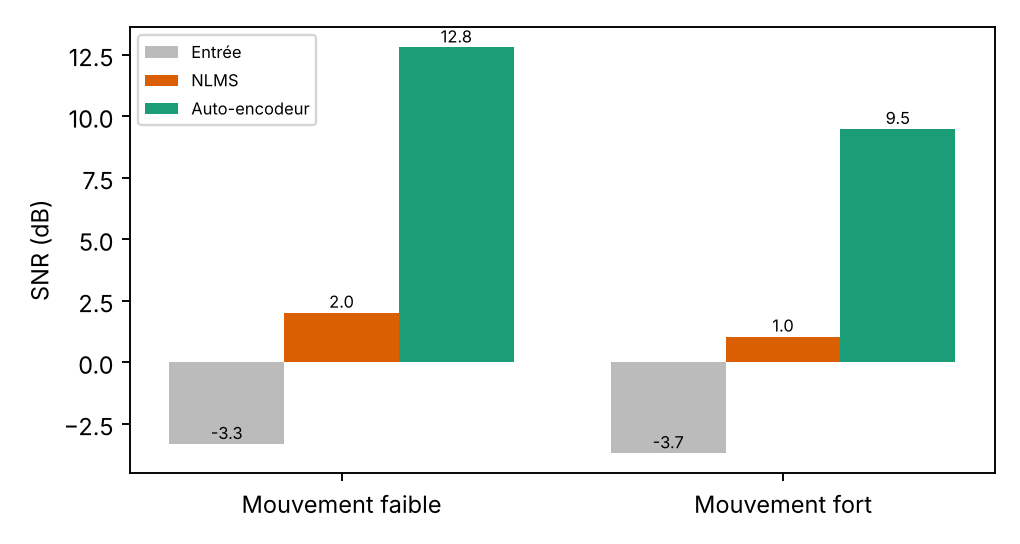 Entrée
NLMS
Auto-encodeur
SNR (dB)
12.5
10.0
7.5
5.0
2.5
0.0
−2.5
-3.3
2.0
12.8
-3.7
1.0
9.5
Mouvement faible
Mouvement fort